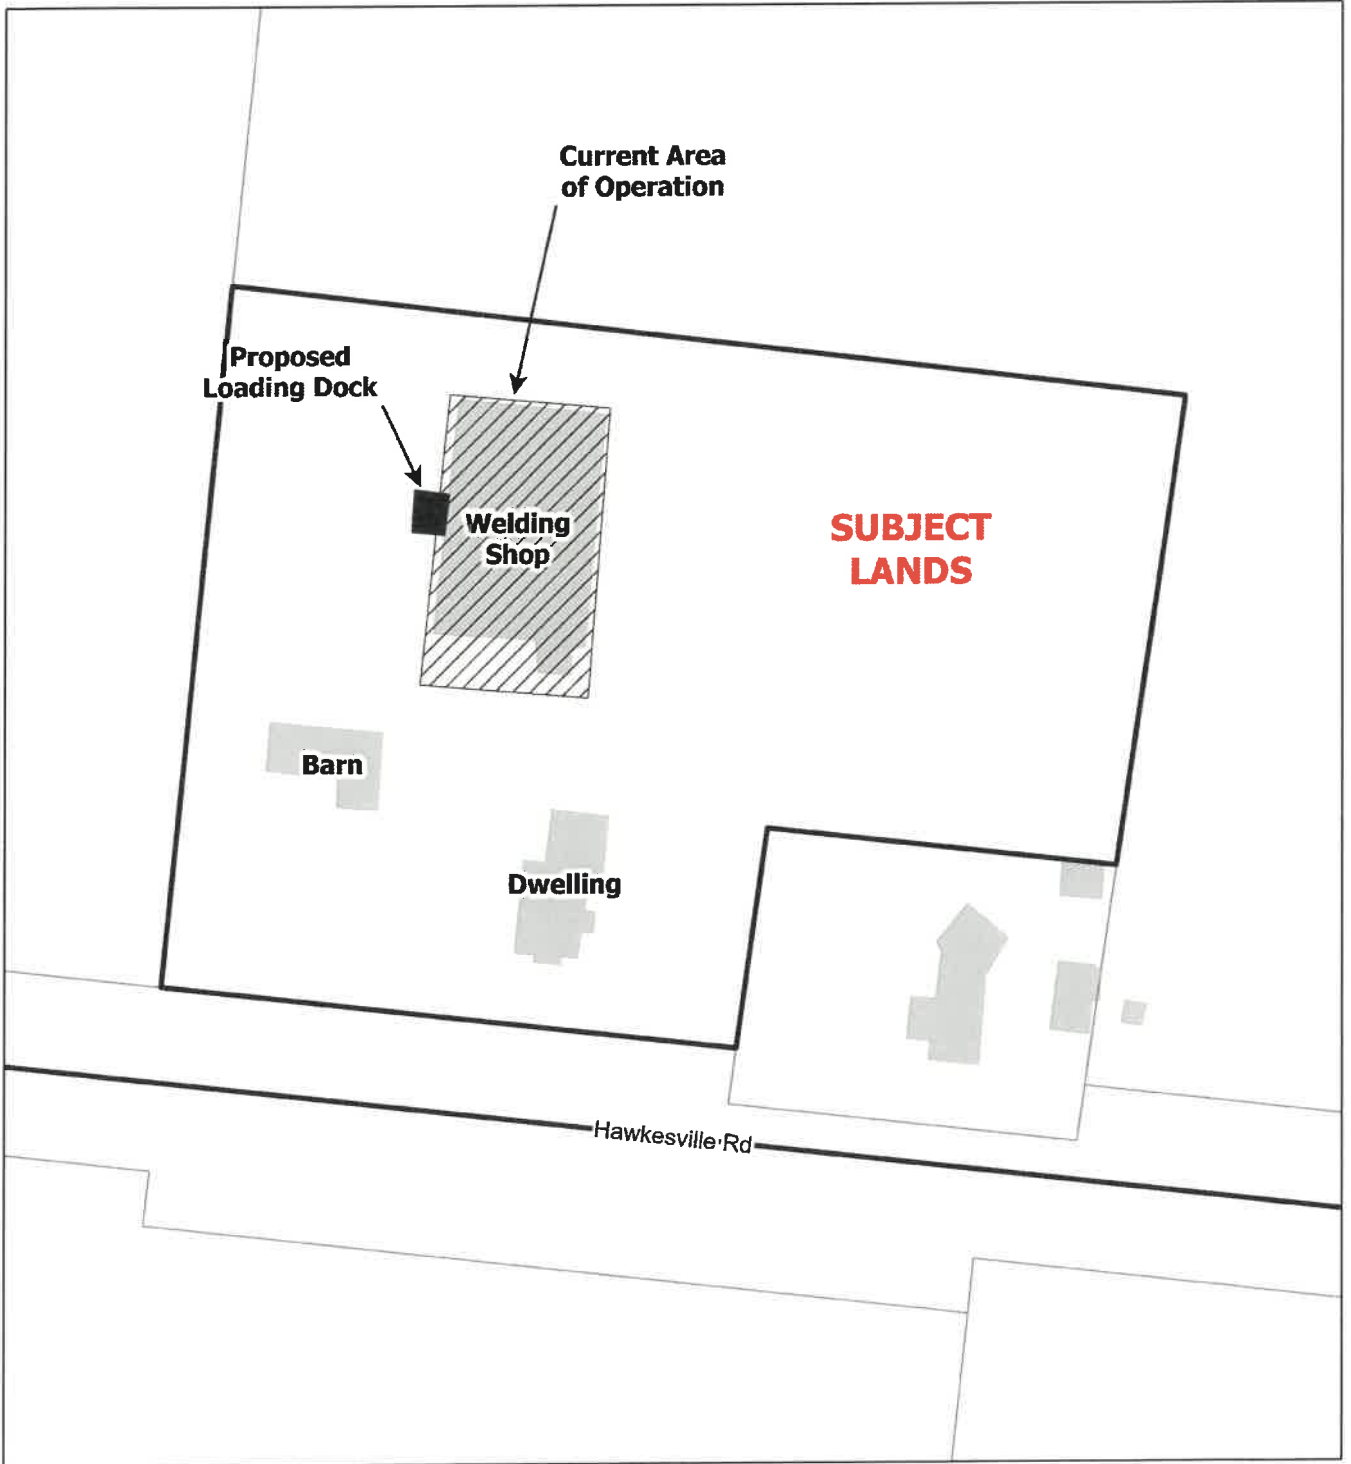 Current Area
of Operation
Proposed
Loading Dock
Welding
Shop
SUBJECT
LANDS
Barn
Dwelling
Hawkesville Rd